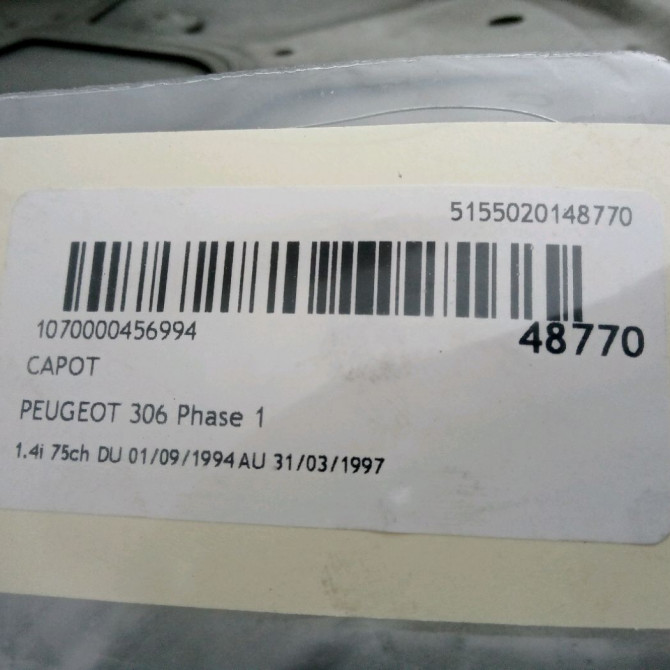 5155020148770
1070000456994
48770
CAPOT
PEUGEOT 306 Phase 1
1.4i 75ch DU 01/09/1994 AU 31/03/1997